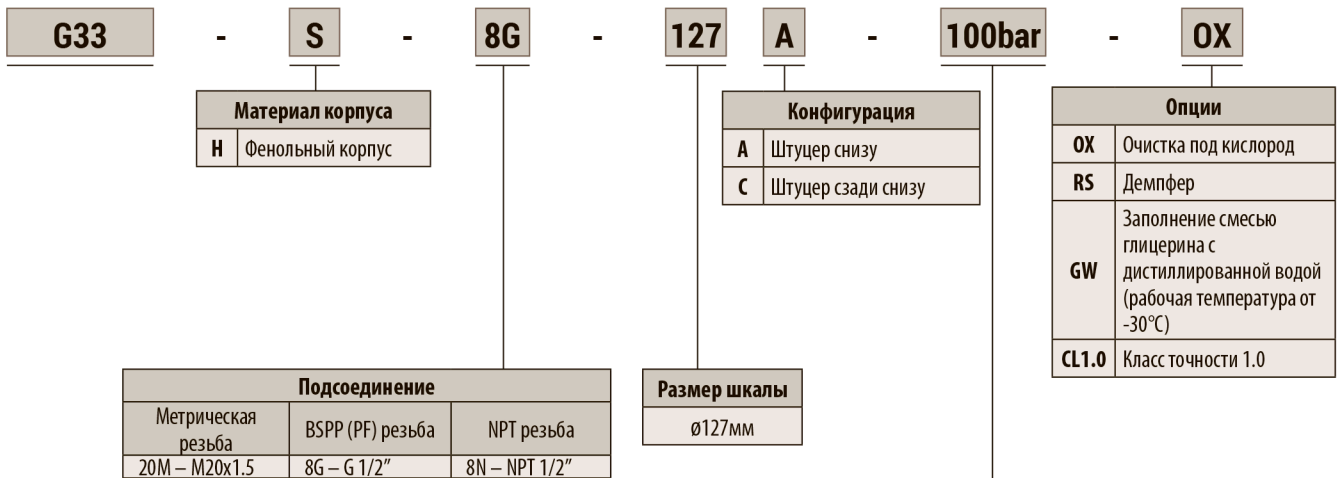 G33 - S - 8G - 127 A - 100bar - OX
Материал корпуса
H Фенольный корпус
Конфигурация
A Штуцер снизу
C Штуцер сзади снизу
Опции
OX Очистка под кислород
RS Демпфер
GW Заполнение смесью
глицерина с
дистиллированной водой
(рабочая температура от
-30°C)
CL1.0 Класс точности 1.0
Подсоединение
Метрическая
резьба
BSPP (PF) резьба
NPT резьба
20M – M20x1.5 8G – G 1/2” 8N – NPT 1/2”
Размер шкалы
ø127мм